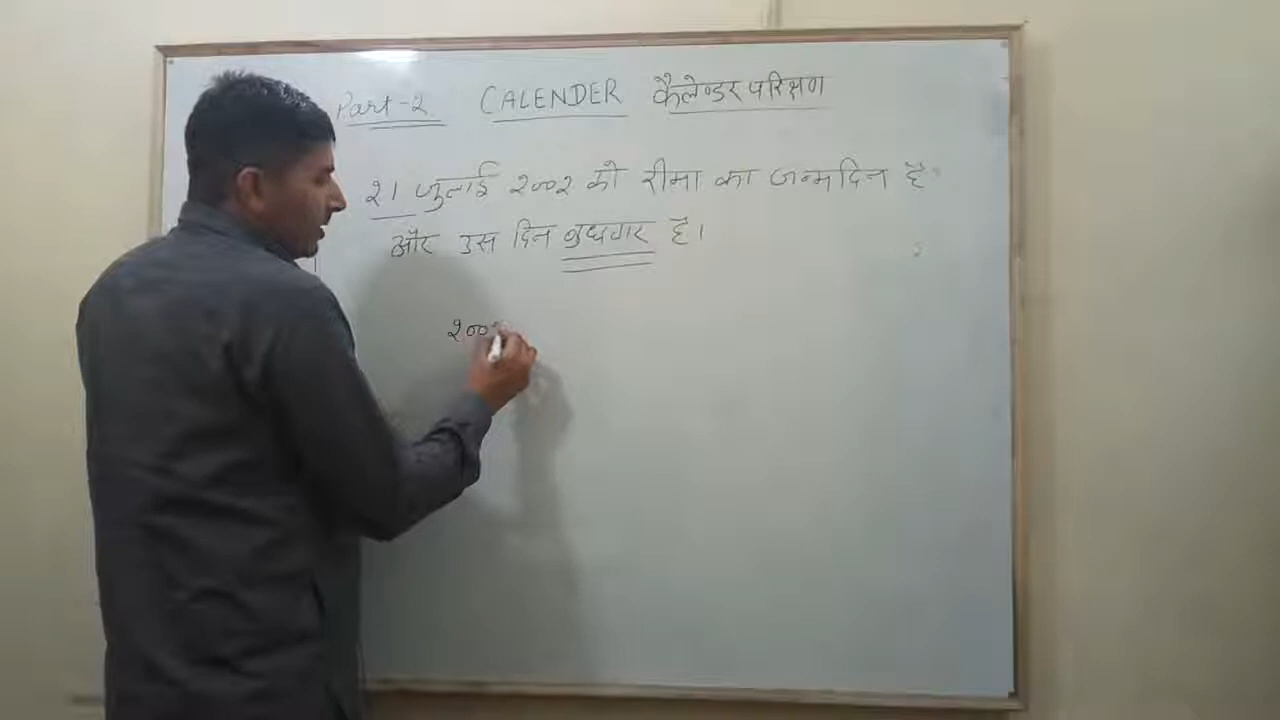 Part-2 CALENDER कैलेण्डर परिक्षण
21 जुलाई 2002 को रीमा का जन्मदिन है
और उस दिन बुधवार है।
200